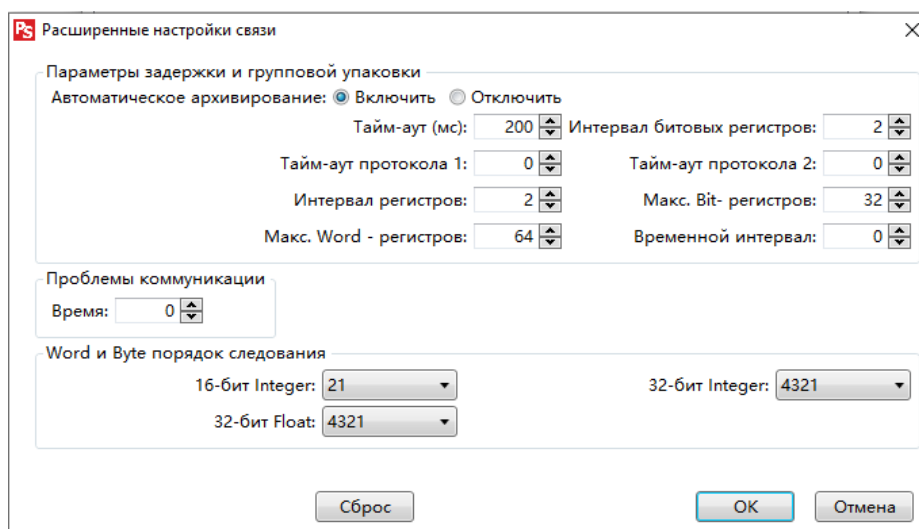 PS Расширенные настройки связи
Параметры задержки и групповой упаковки
Автоматическое архивирование: Включить Отключить
Тайм-аут (мс): 200 Интервал битовых регистров: 2
Тайм-аут протокола 1: 0 Тайм-аут протокола 2: 0
Интервал регистров: 2 Макс. Bit- регистров: 32
Макс. Word - регистров: 64 Временной интервал: 0
Проблемы коммуникации
Время: 0
Word и Byte порядок следования
16-бит Integer: 21 32-бит Integer: 4321
32-бит Float: 4321
Сброс OK Отмена